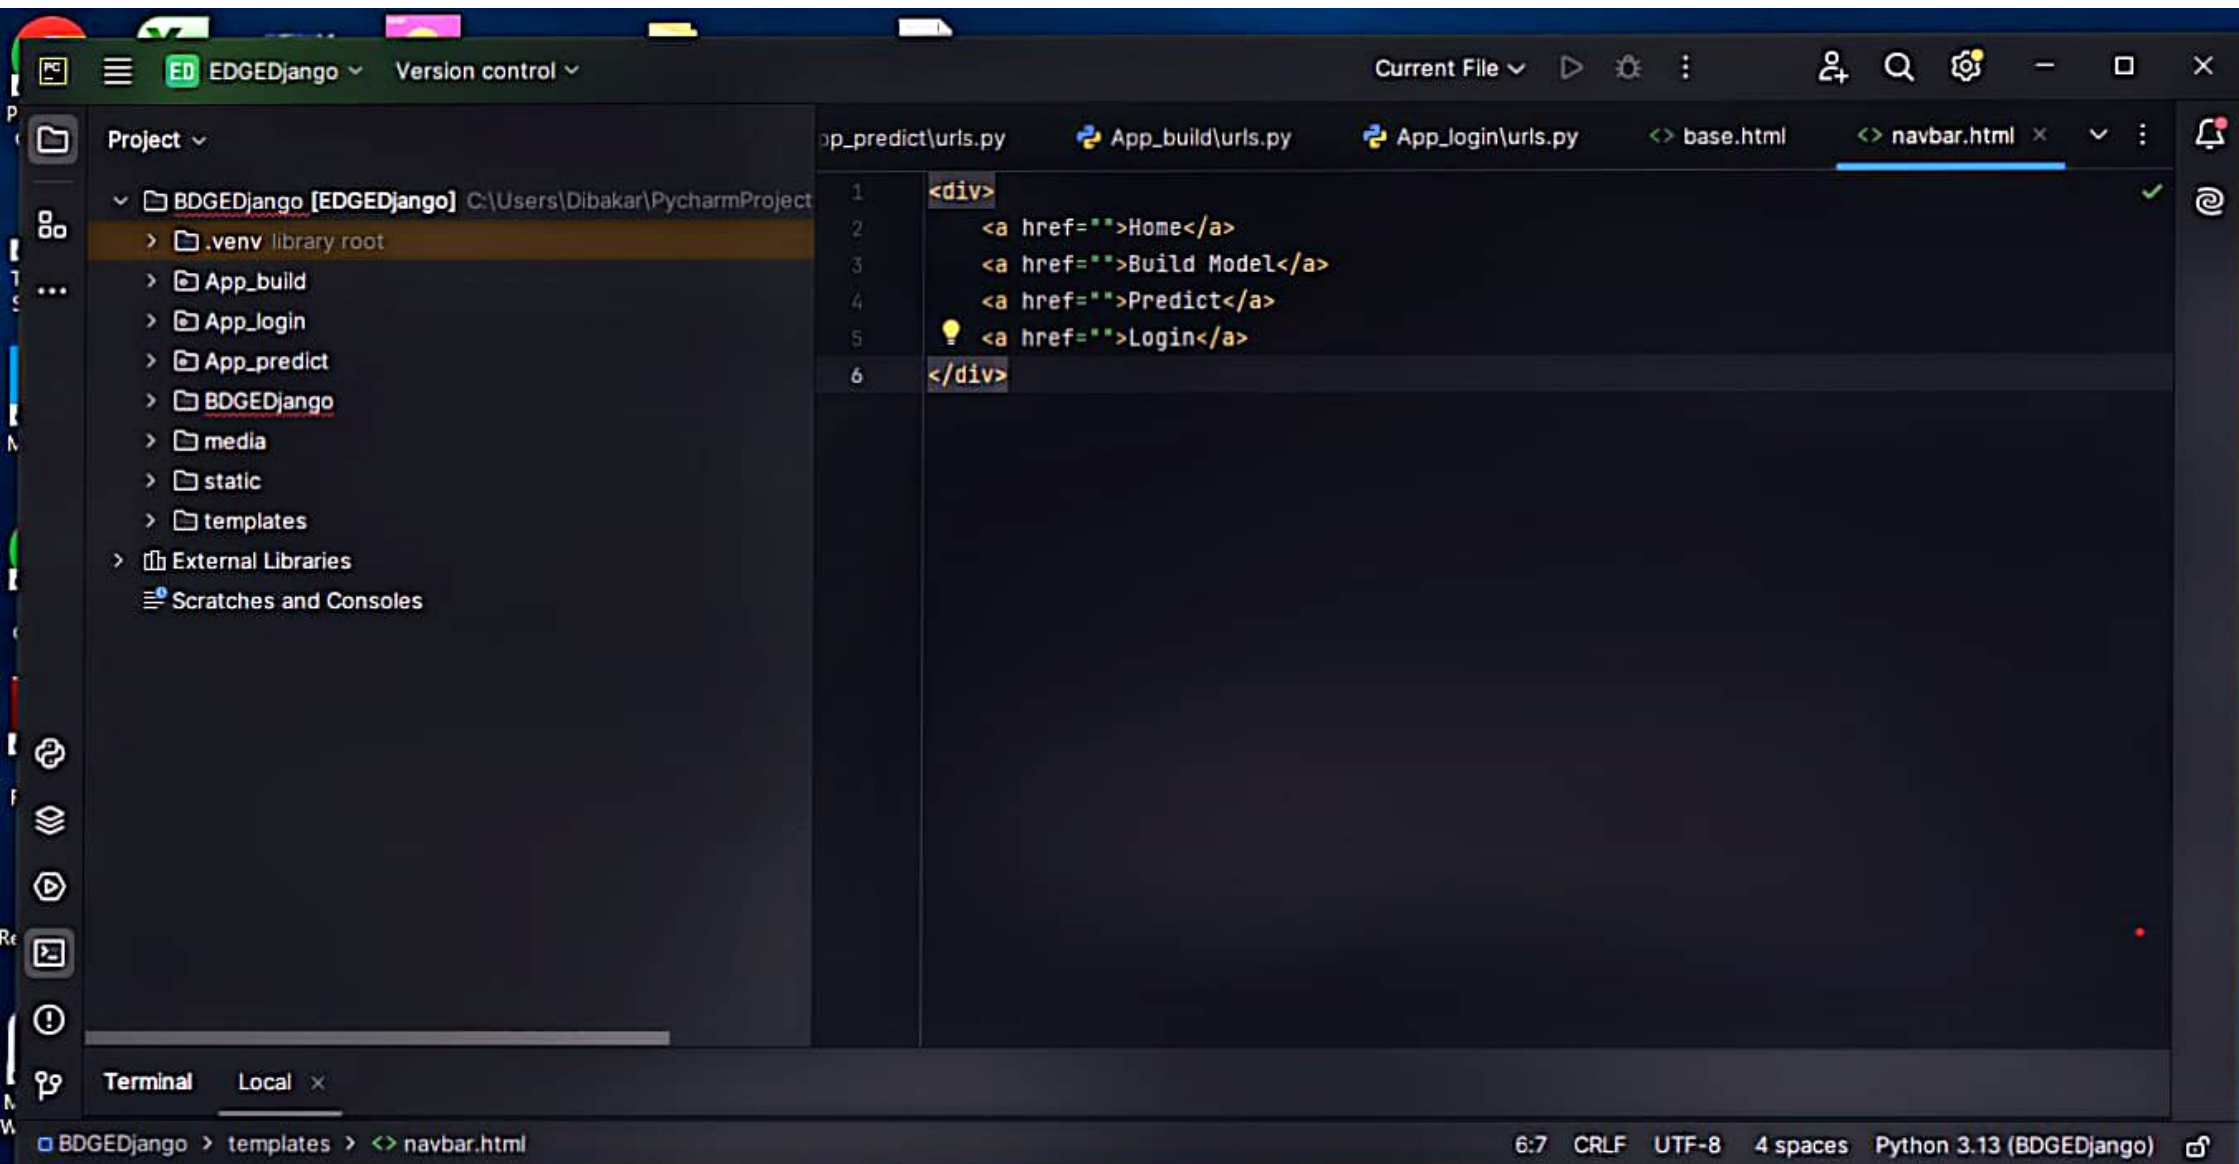 PC
ED EDGEDjango Version control Current File
Project
pp_predict\urls.py App_build\urls.py App_login\urls.py <> base.html <> navbar.html
BDGEDjango [EDGEDjango] C:\Users\Dibakar\PycharmProject
.venv library root
App_build
App_login
App_predict
BDGEDjango
media
static
templates
External Libraries
Scratches and Consoles
1 <div>
2 <a href="">Home</a>
3 <a href="">Build Model</a>
4 <a href="">Predict</a>
5 <a href="">Login</a>
6 </div>
Terminal Local
BDGEDjango > templates > <> navbar.html
6:7 CRLF UTF-8 4 spaces Python 3.13 (BDGEDjango)